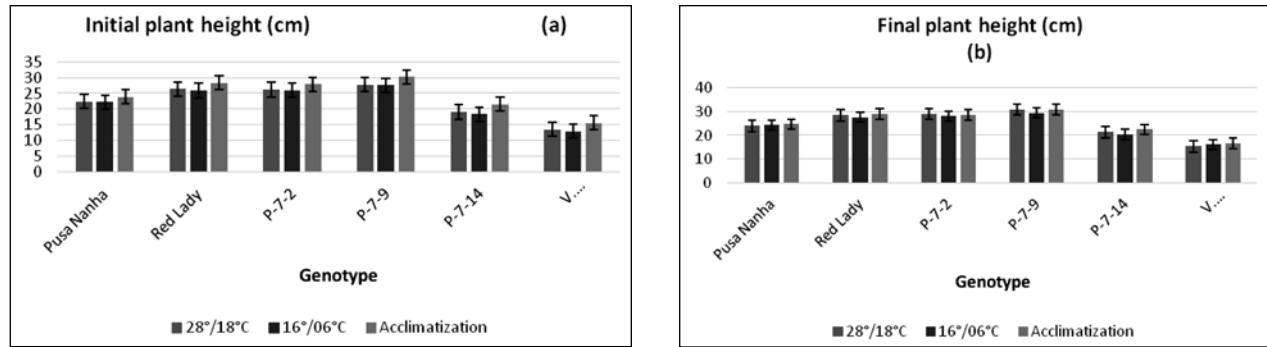 Initial plant height (cm) (a)
35
30
25
20
15
10
5
0
Pusa Nanha
Red Lady
P-7-2
P-7-9
P-7-14
V....
Genotype
28°/18°C 16°/06°C Acclimatization
Final plant height (cm)
(b)
40
30
20
10
0
Pusa Nanha
Red Lady
P-7-2
P-7-9
P-7-14
V....
Genotype
28°/18°C 16°/06°C Acclimatization